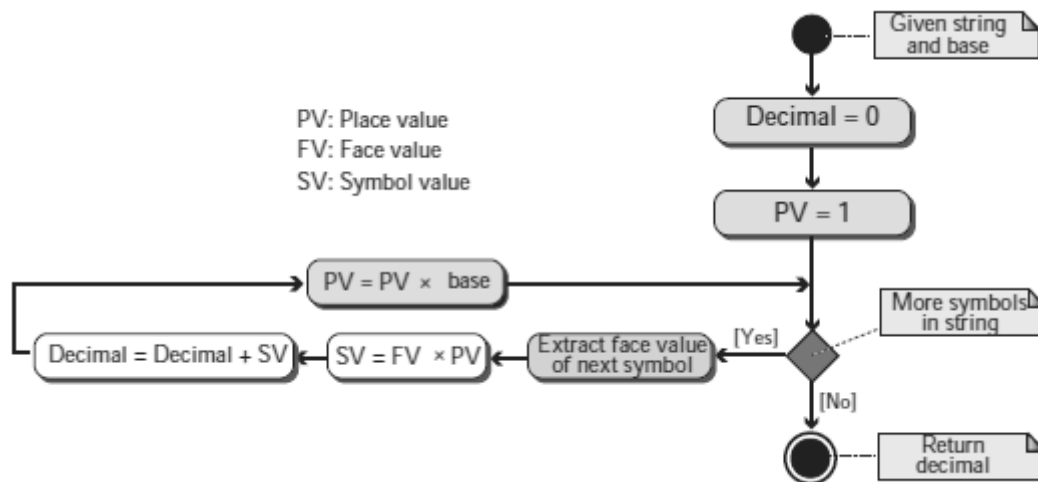 Given string
and base
Decimal = 0
PV: Place value
FV: Face value
SV: Symbol value
PV = 1
PV = PV × base
More symbols
in string
[Yes]
Extract face value
of next symbol
SV = FV × PV
Decimal = Decimal + SV
[No]
Return
decimal